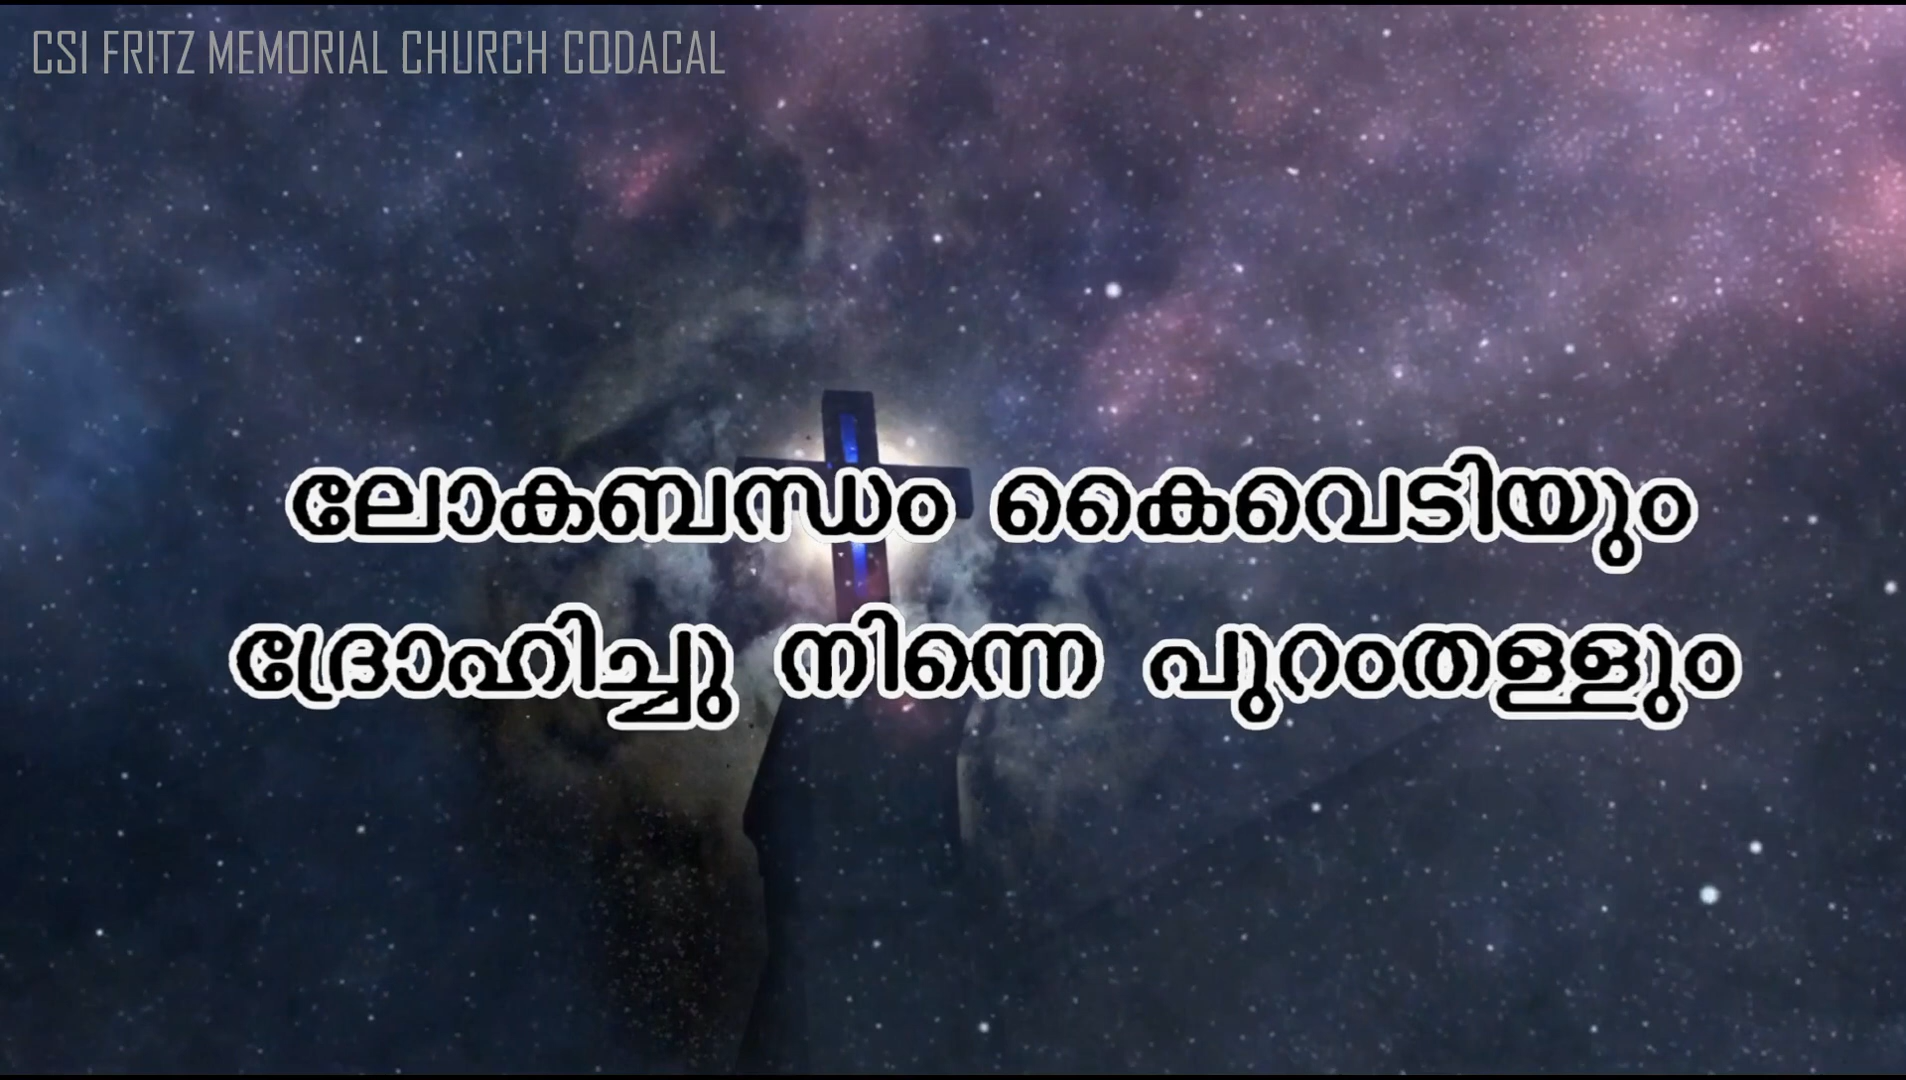 CSI FRITZ MEMORIAL CHURCH CODACAL
ലോകബന്ധം കൈവെടിയും
ദ്രോഹിച്ചു നിന്നെ പുറംതള്ളും